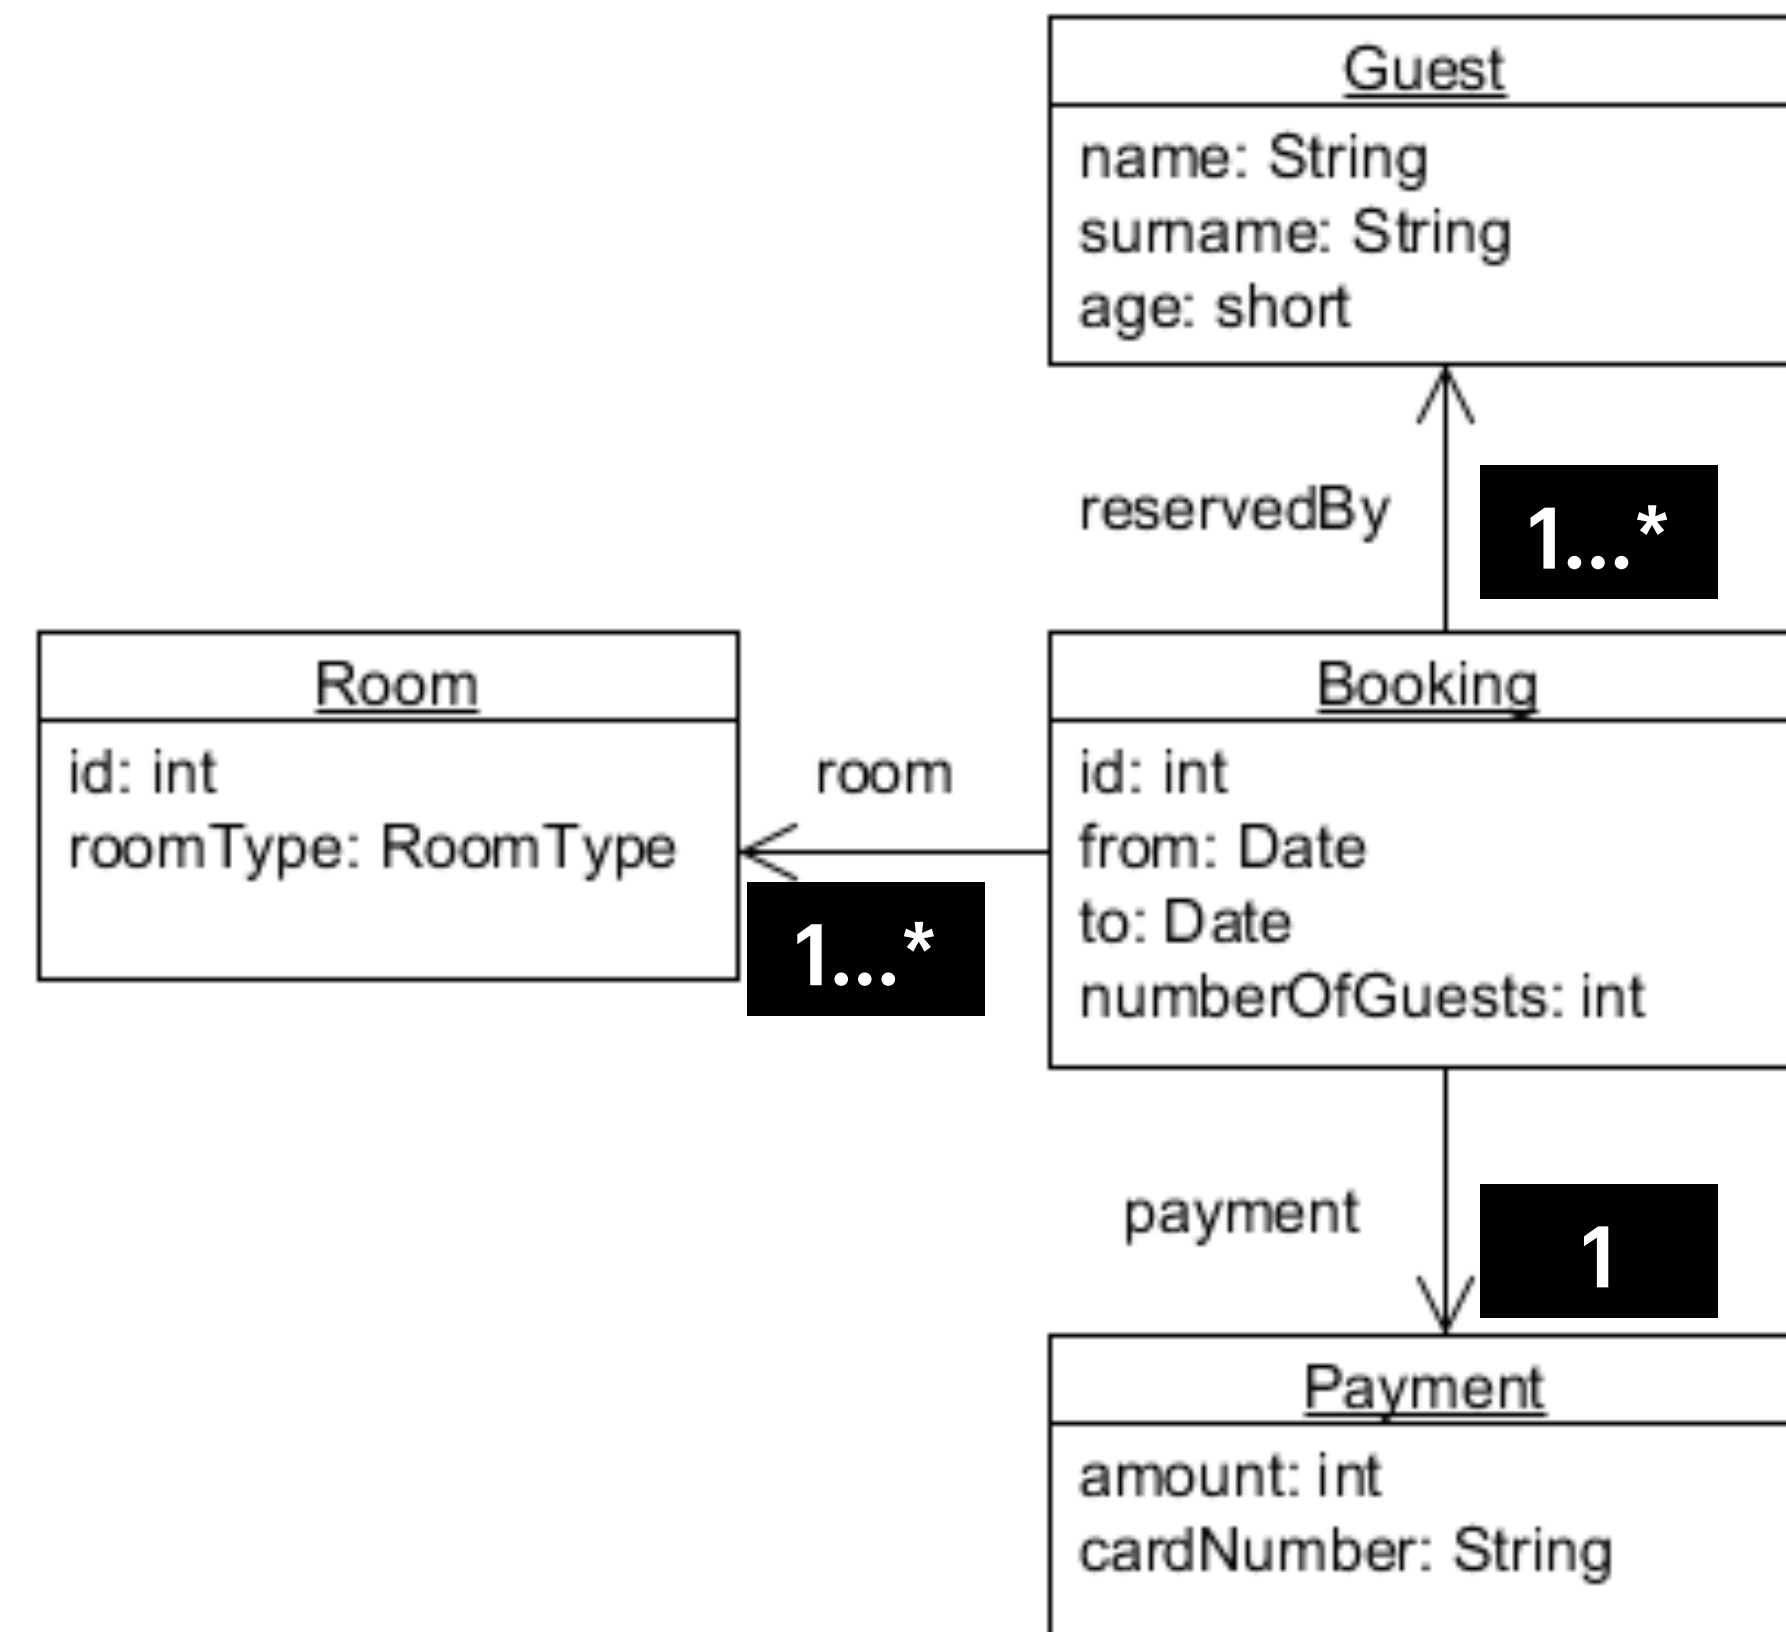 Guest
name: String
surname: String
age: short
reservedBy
1...*
Room
id: int
roomType: RoomType
room
1...*
Booking
id: int
from: Date
to: Date
numberOfGuests: int
payment
1
Payment
amount: int
cardNumber: String